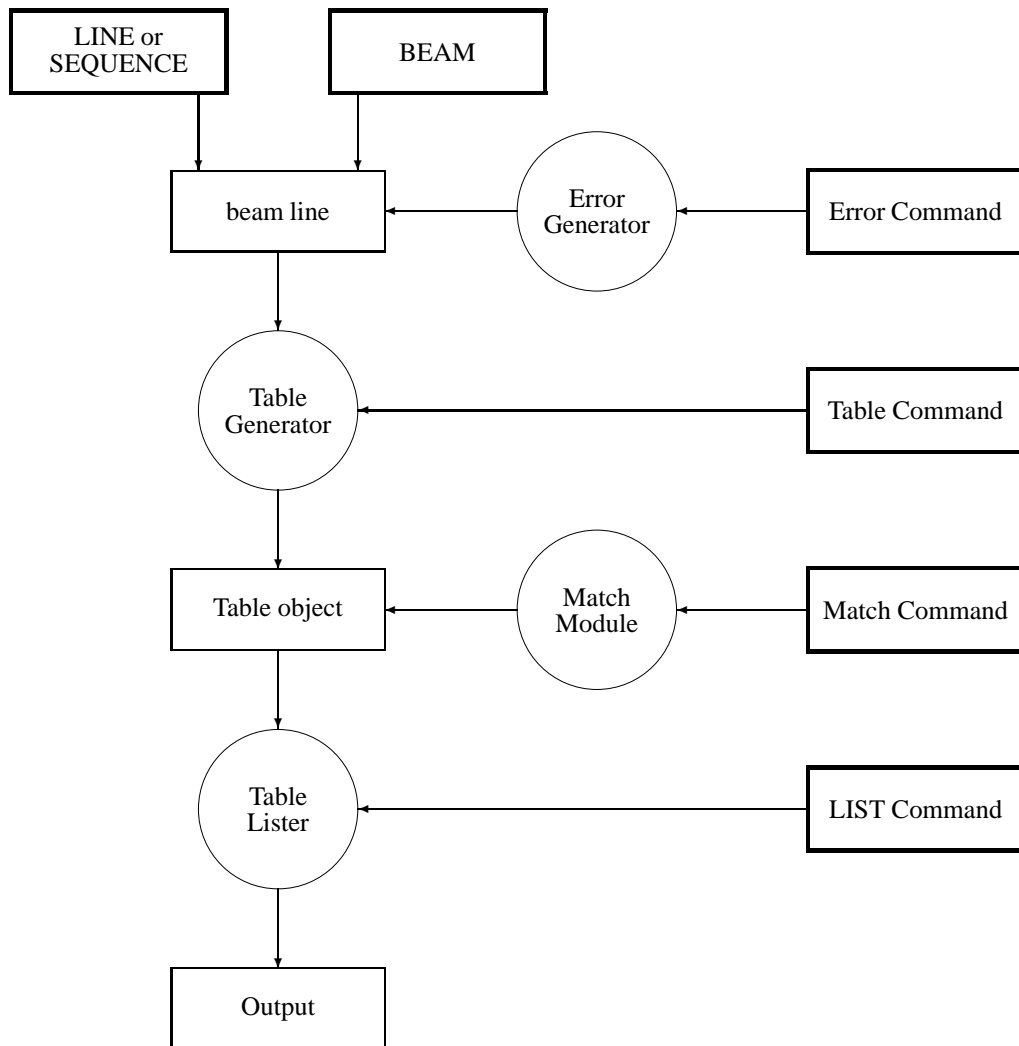 LINE or
SEQUENCE
BEAM
beam line
Error
Generator
Error Command
Table
Generator
Table Command
Table object
Match
Module
Match Command
Table
Lister
LIST Command
Output